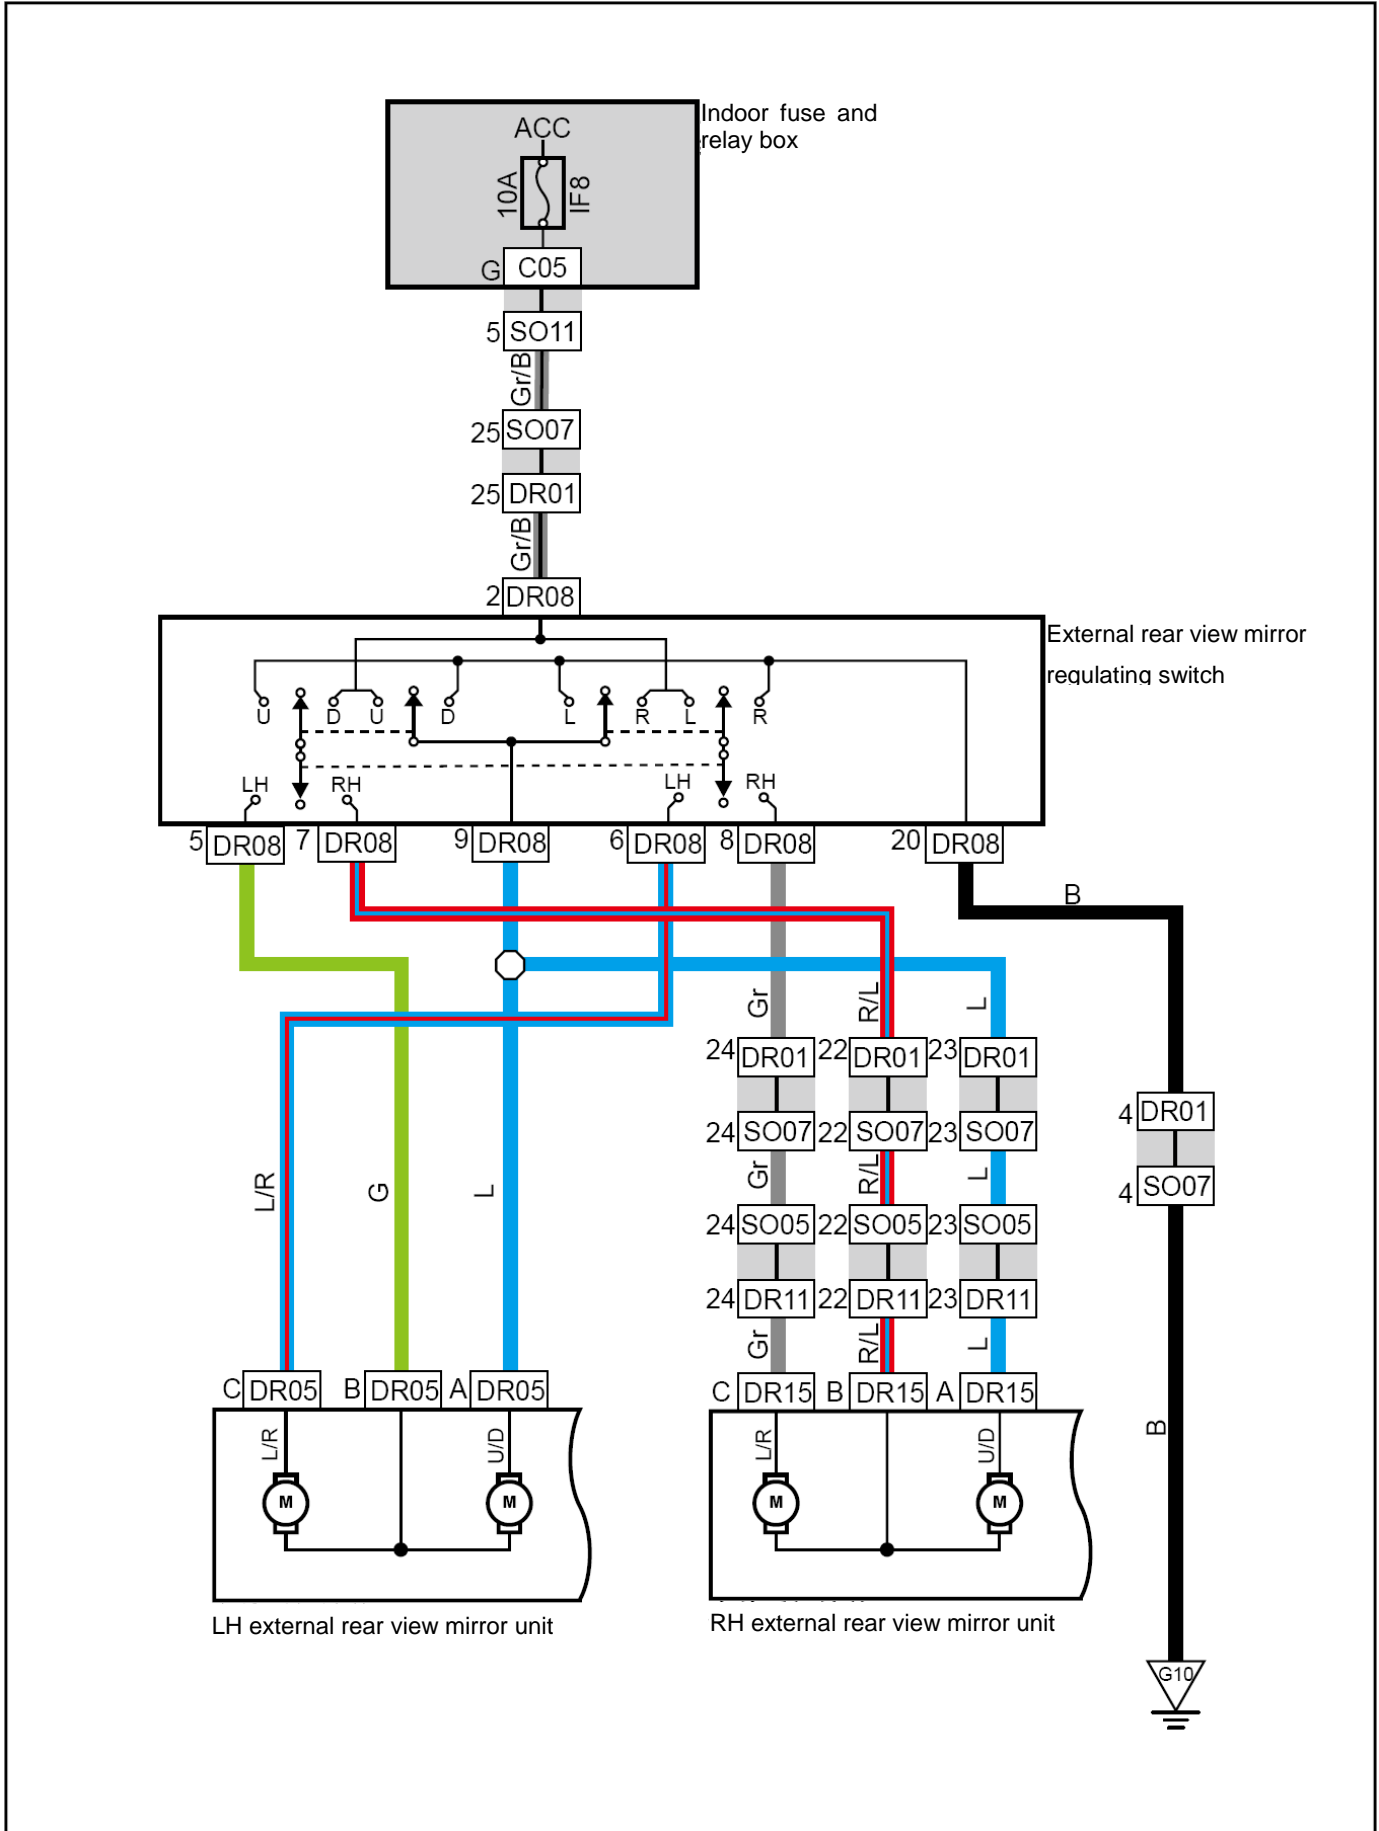 Indoor fuse and
relay box
ACC
10A
IF8
G C05
5 SO11
Gr/B
25 SO07
25 DR01
Gr/B
2 DR08
External rear view mirror
regulating switch
U D U D L R L R
LH RH LH RH
5 DR08 7 DR08 9 DR08 6 DR08 8 DR08 20 DR08
B
Gr R/L L
24 DR01 22 DR01 23 DR01
4 DR01
24 SO07 22 SO07 23 SO07
Gr R/L L
4 SO07
L/R G L
24 SO05 22 SO05 23 SO05
24 DR11 22 DR11 23 DR11
Gr R/L L
C DR05 B DR05 A DR05 C DR15 B DR15 A DR15
B
L/R U/D L/R U/D
M M M M
LH external rear view mirror unit
RH external rear view mirror unit
G10